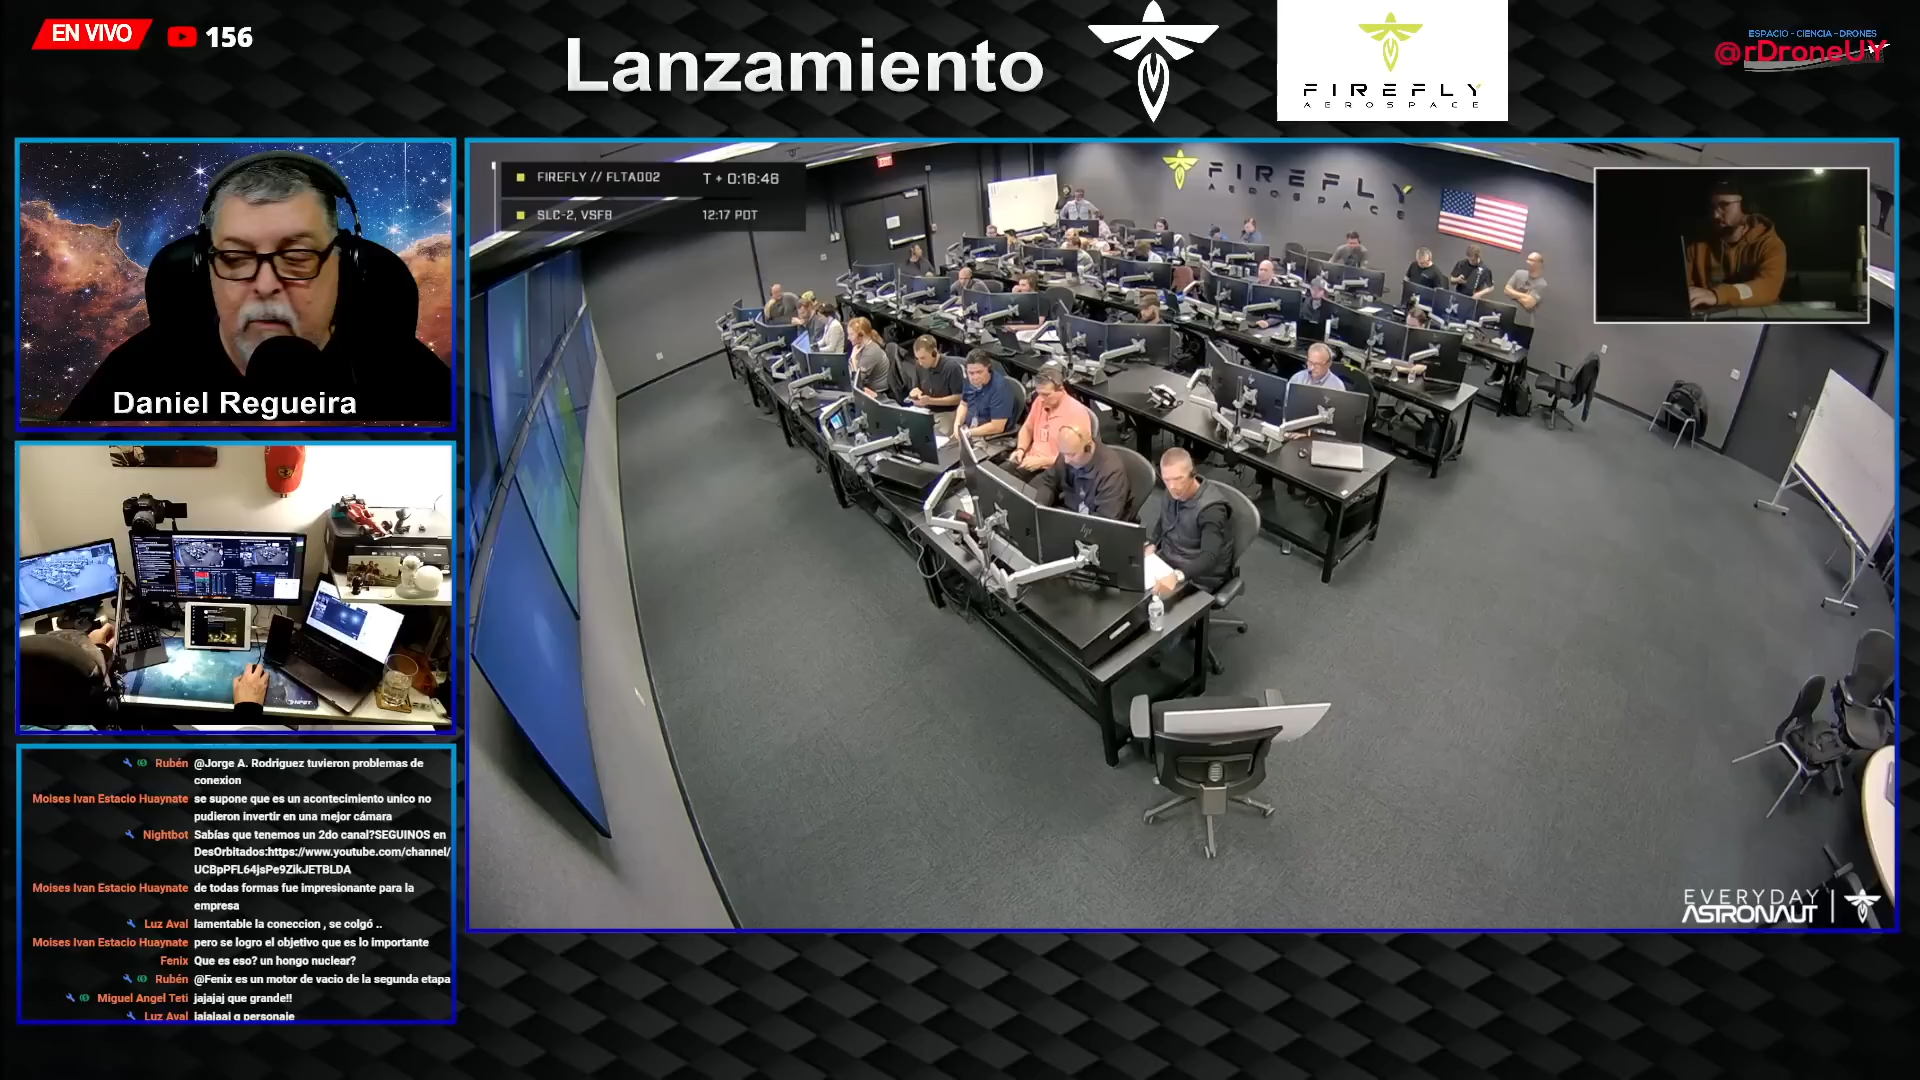 EN VIVO
156
Lanzamiento
FIREFLY
AEROSPACE
ESPACIO - CIENCIA - DRONES
@rDroneUY
FIREFLY // FLTA002 T + 0:16:46
SLC-2, VSFB 12:17 PDT
FIREFLY
AEROSPACE
Daniel Regueira
Rubén @Jorge A. Rodriguez tuvieron problemas de
conexion
Moises Ivan Estacio Huaynate se supone que es un acontecimiento unico no
pudieron invertir en una mejor cámara
Nightbot Sabías que tenemos un 2do canal?SEGUINOS en
DesOrbitados:https://www.youtube.com/channel/
UCBpPFL64jsPe9ZikJETBLDA
Moises Ivan Estacio Huaynate de todas formas fue impresionante para la
empresa
Luz Aval lamentable la coneccion , se colgó ..
Moises Ivan Estacio Huaynate pero se logro el objetivo que es lo importante
Fenix Que es eso? un hongo nuclear?
Rubén @Fenix es un motor de vacio de la segunda etapa
Miguel Angel Teti jajajaj que grande!!
Luz Aval jajajaaj q personaje
EVERYDAY
ASTRONAUT